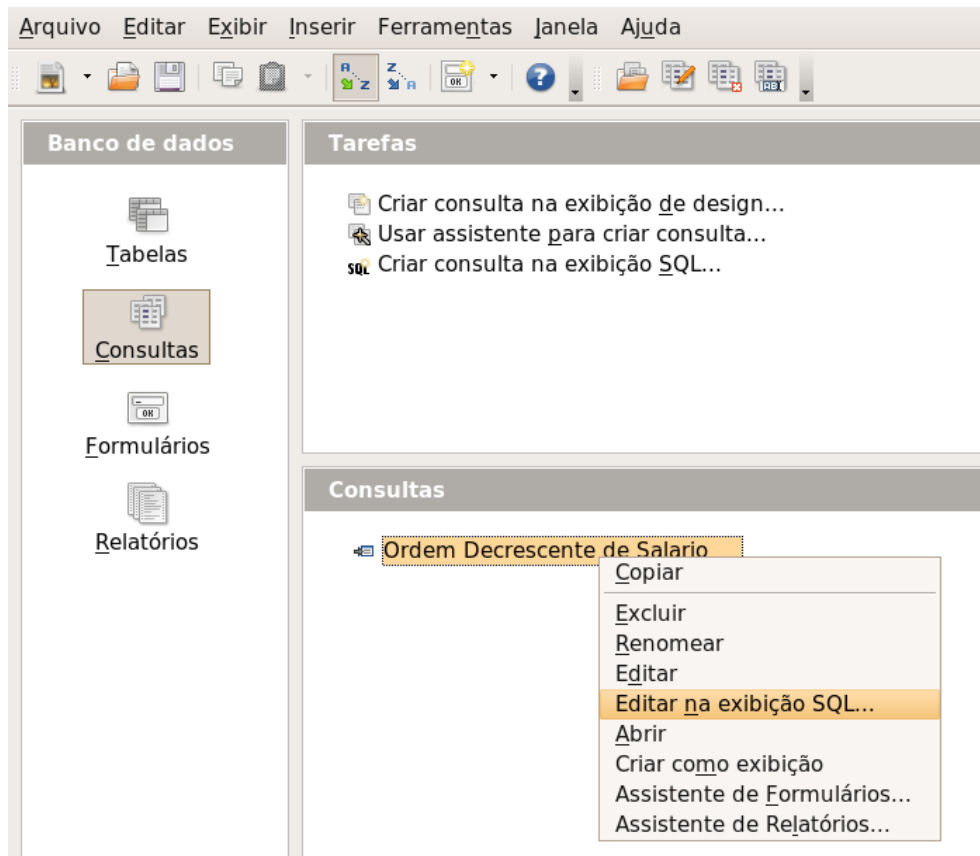 Arquivo Editar Exibir Inserir Ferramentas Janela Ajuda
Banco de dados
Tabelas
Consultas
Formulários
Relatórios
Tarefas
Criar consulta na exibição de design...
Usar assistente para criar consulta...
SQL Criar consulta na exibição SQL...
Consultas
Ordem Decrescente de Salario
Copiar
Excluir
Renomear
Editar
Editar na exibição SQL...
Abrir
Criar como exibição
Assistente de Formulários...
Assistente de Relatórios...